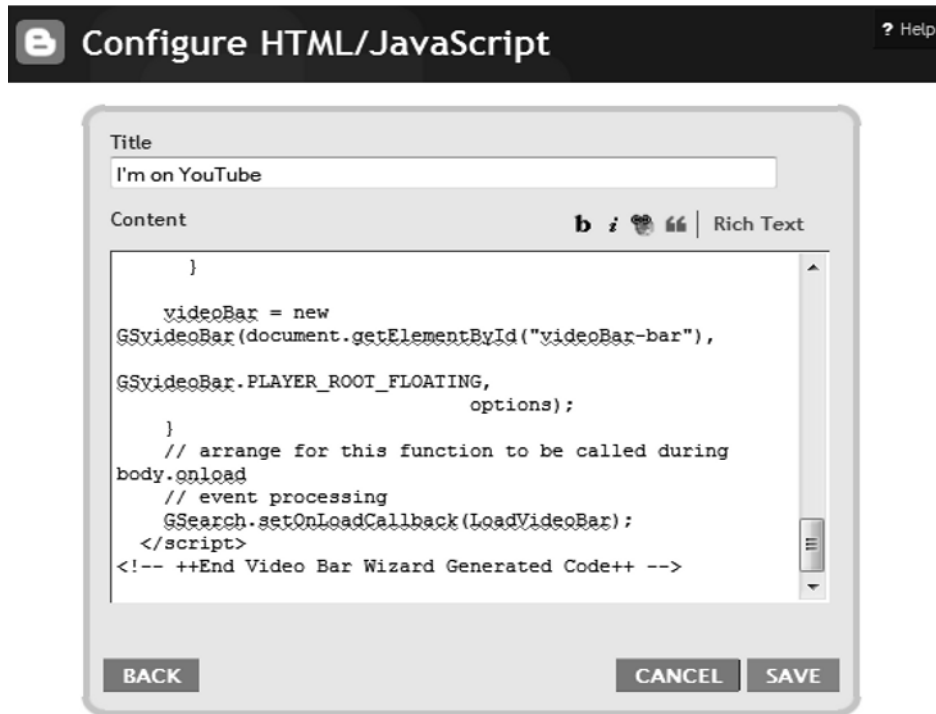 Configure HTML/JavaScript
? Help
Title
I'm on YouTube
Content
b i “ | Rich Text
}
videoBar = new
GSvideoBar(document.getElementById("videoBar-bar"),
GSvideoBar.PLAYER_ROOT_FLOATING,
options);
}
// arrange for this function to be called during
body.onload
// event processing
GSearch.setOnLoadCallback(LoadVideoBar);
</script>
<!-- ++End Video Bar Wizard Generated Code++ -->
BACK
CANCEL SAVE